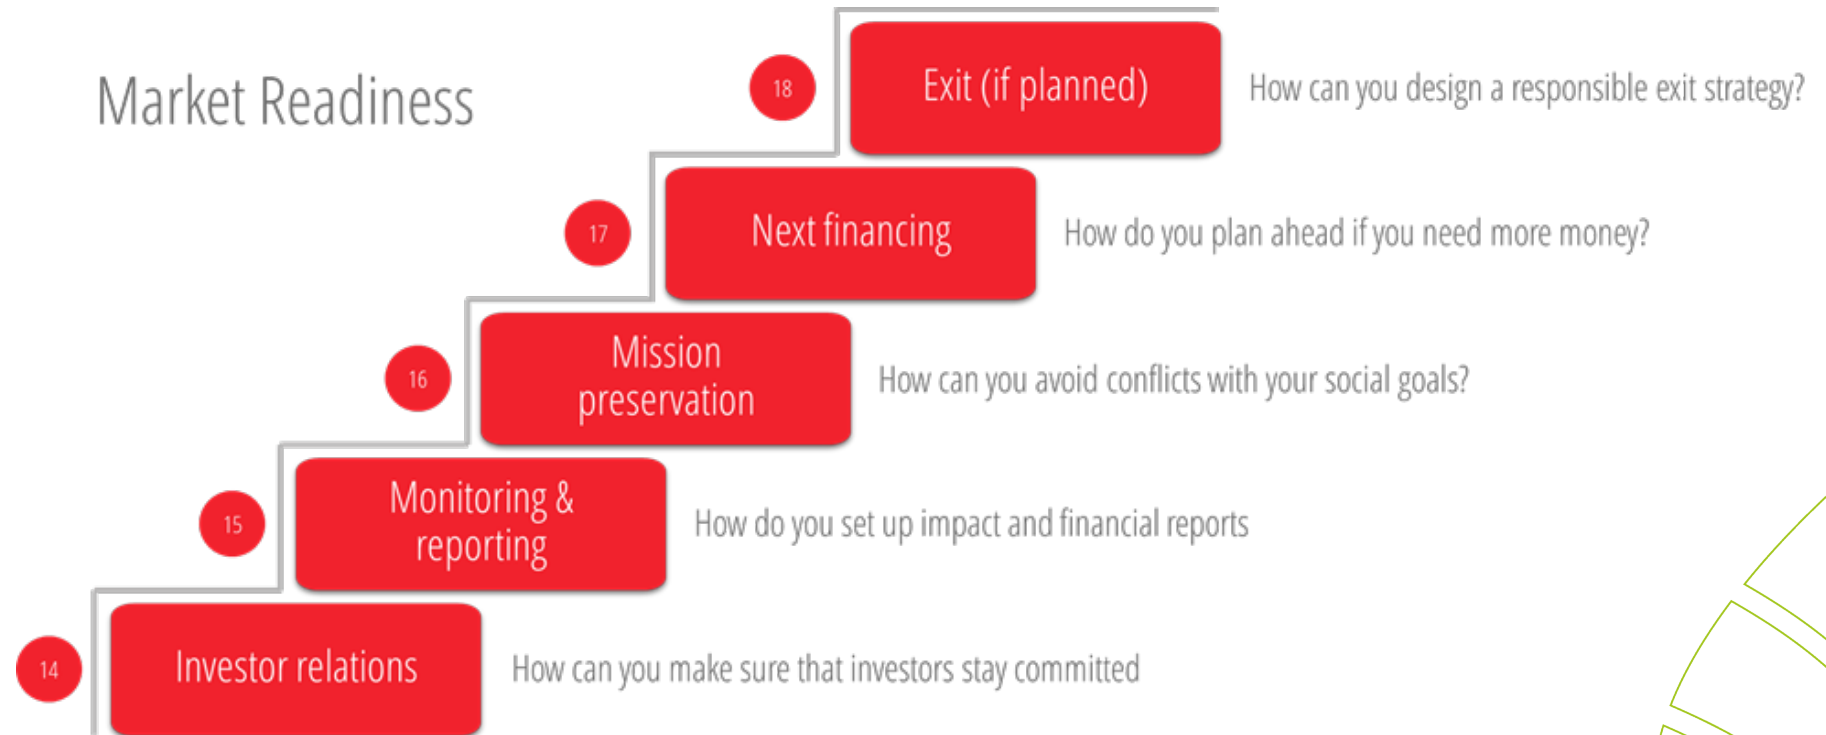 Market Readiness
18
Exit (if planned)
How can you design a responsible exit strategy?
17
Next financing
How do you plan ahead if you need more money?
16
Mission
preservation
How can you avoid conflicts with your social goals?
15
Monitoring &
reporting
How do you set up impact and financial reports
14
Investor relations
How can you make sure that investors stay committed